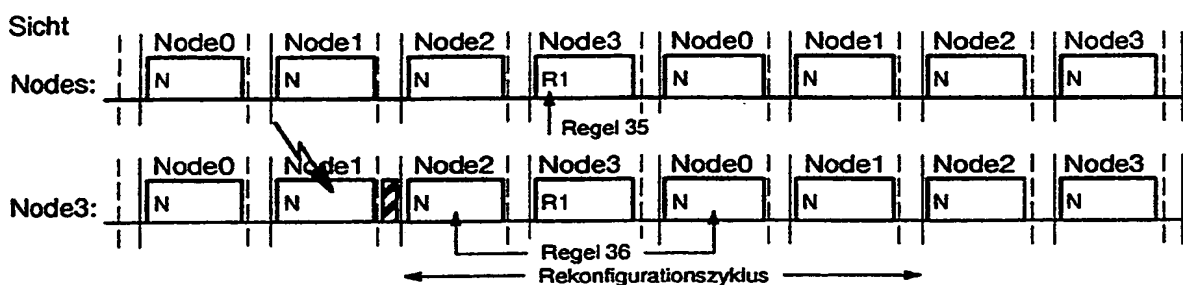 Sicht
Node0 Node1 Node2 Node3 Node0 Node1 Node2 Node3
Nodes: N N N R1 N N N N
Regel 35
Node0 Node1 Node2 Node3 Node0 Node1 Node2 Node3
Node3: N N N R1 N N N N
Regel 36
Rekonfigurationszyklus